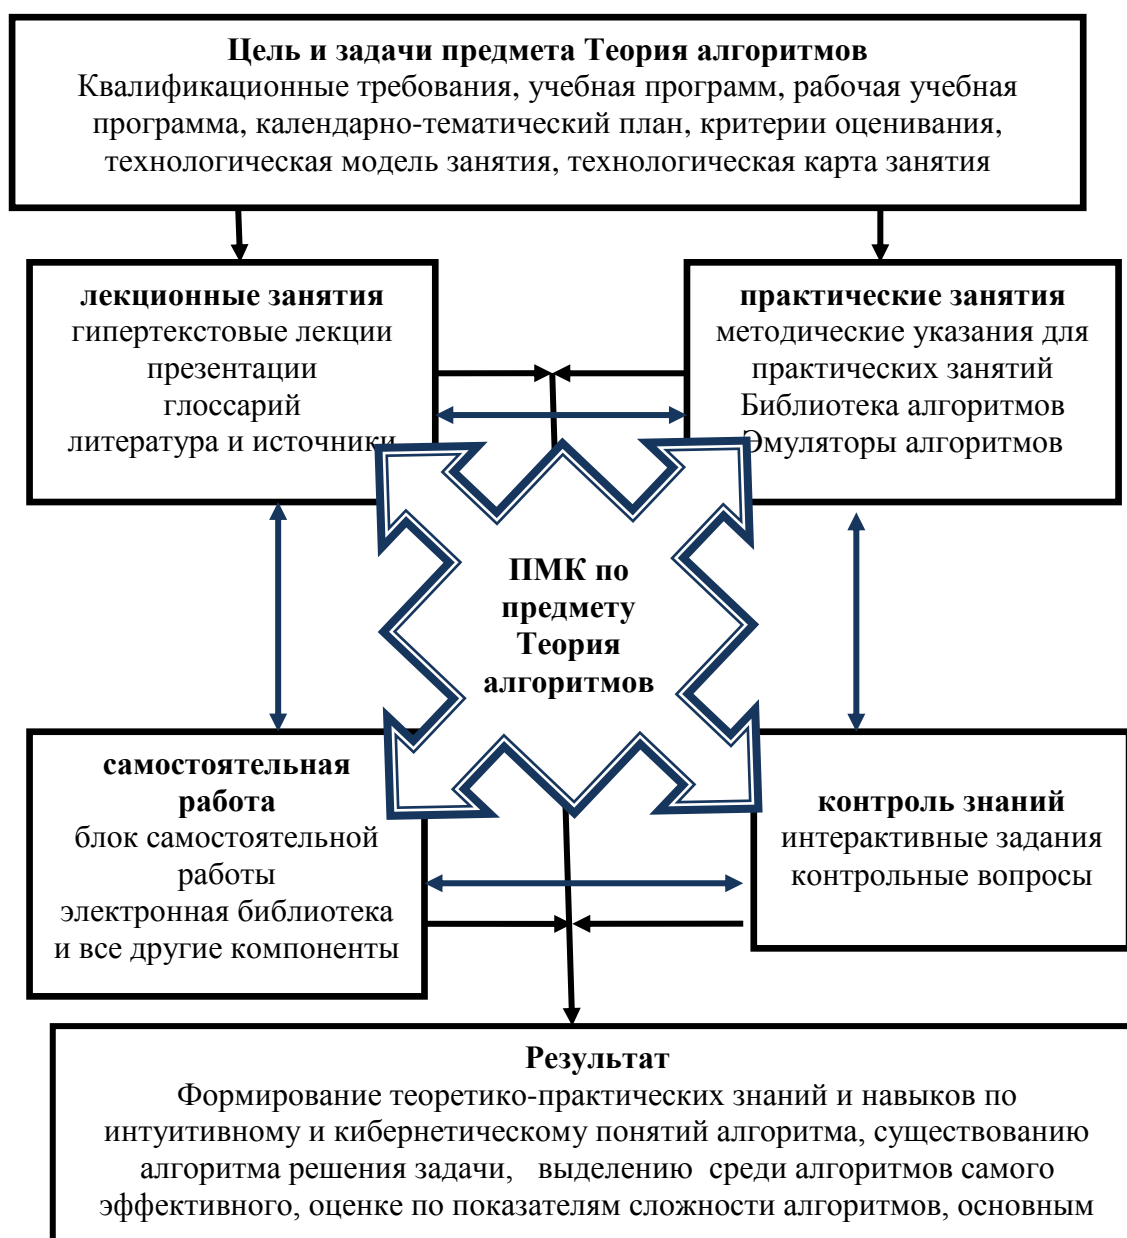 Цель и задачи предмета Теория алгоритмов
Квалификационные требования, учебная программ, рабочая учебная
программа, календарно-тематический план, критерии оценивания,
технологическая модель занятия, технологическая карта занятия
лекционные занятия
гипертекстовые лекции
презентации
глоссарий
литература и источники
практические занятия
методические указания для
практических занятий
Библиотека алгоритмов
Эмуляторы алгоритмов
ПМК по
предмету
Теория
алгоритмов
самостоятельная
работа
блок самостоятельной
работы
электронная библиотека
и все другие компоненты
контроль знаний
интерактивные задания
контрольные вопросы
Результат
Формирование теоретико-практических знаний и навыков по
интуитивному и кибернетическому понятий алгоритма, существованию
алгоритма решения задачи, выделению среди алгоритмов самого
эффективного, оценке по показателям сложности алгоритмов, основным